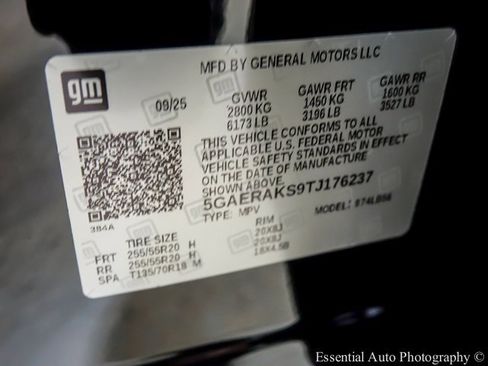 MFD BY GENERAL MOTORS LLC
gm
09/25
GVWR GAWR FRT GAWR RR
2800 KG 1450 KG 1600 KG
6173 LB 3196 LB 3527 LB
THIS VEHICLE CONFORMS TO ALL
APPLICABLE U.S. FEDERAL MOTOR
VEHICLE SAFETY STANDARDS IN EFFECT
ON THE DATE OF MANUFACTURE
SHOWN ABOVE.
5GAERAKS9TJ176237
TYPE: MPV MODEL: 874LB56
384A
TIRE SIZE RIM
FRT 255/55R20 H 20X8J
RR 255/55R20 H 20X8J
SPA T135/70R18 M 18X4.5B
Essential Auto Photography ©